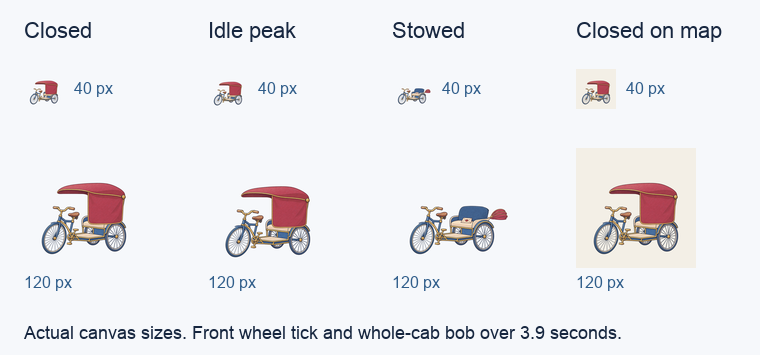 Closed
Idle peak
Stowed
Closed on map
40 px
40 px
40 px
40 px
120 px
120 px
120 px
120 px
Actual canvas sizes. Front wheel tick and whole-cab bob over 3.9 seconds.